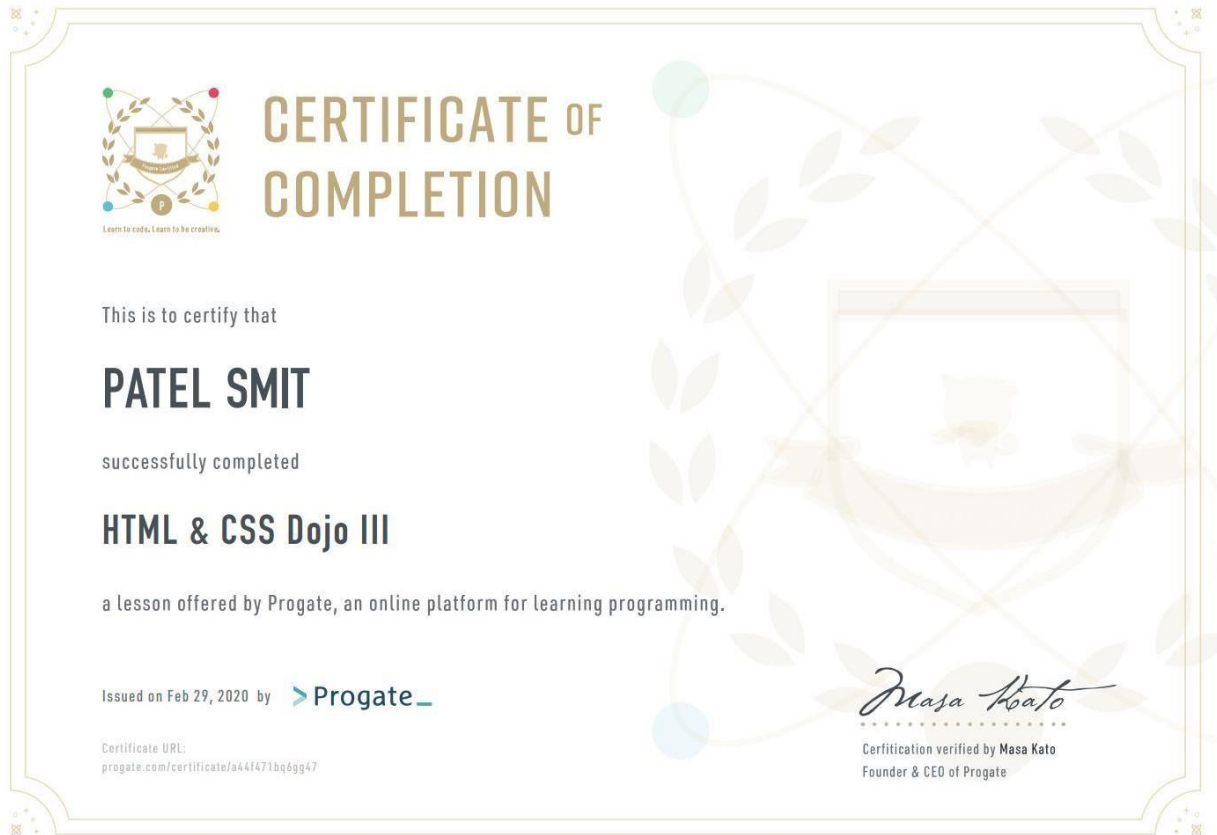 CERTIFICATE OF
COMPLETION
Progate Certified
P
Learn to code. Learn to be creative.
This is to certify that
PATEL SMIT
successfully completed
HTML & CSS Dojo III
a lesson offered by Progate, an online platform for learning programming.
Issued on Feb 29, 2020 by >Progate_
Certificate URL:
progate.com/certificate/a44f471bq6gg47
Masa Kato
Cerfitication verified by Masa Kato
Founder & CEO of Progate